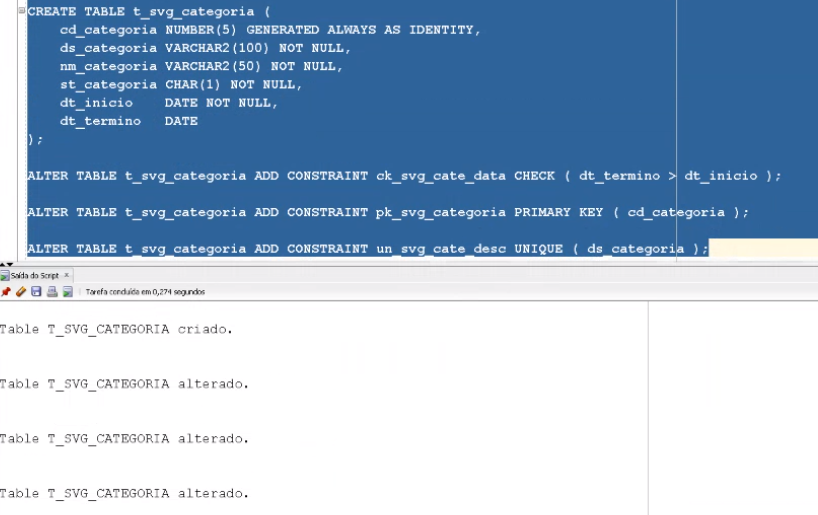 CREATE TABLE t_svg_categoria (
cd_categoria NUMBER(5) GENERATED ALWAYS AS IDENTITY,
ds_categoria VARCHAR2(100) NOT NULL,
nm_categoria VARCHAR2(50) NOT NULL,
st_categoria CHAR(1) NOT NULL,
dt_inicio DATE NOT NULL,
dt_termino DATE
);
ALTER TABLE t_svg_categoria ADD CONSTRAINT ck_svg_cate_data CHECK ( dt_termino > dt_inicio );
ALTER TABLE t_svg_categoria ADD CONSTRAINT pk_svg_categoria PRIMARY KEY ( cd_categoria );
ALTER TABLE t_svg_categoria ADD CONSTRAINT un_svg_cate_desc UNIQUE ( ds_categoria );
Saída do Script ×
Tarefa concluída em 0,274 segundos
Table T_SVG_CATEGORIA criado.
Table T_SVG_CATEGORIA alterado.
Table T_SVG_CATEGORIA alterado.
Table T_SVG_CATEGORIA alterado.